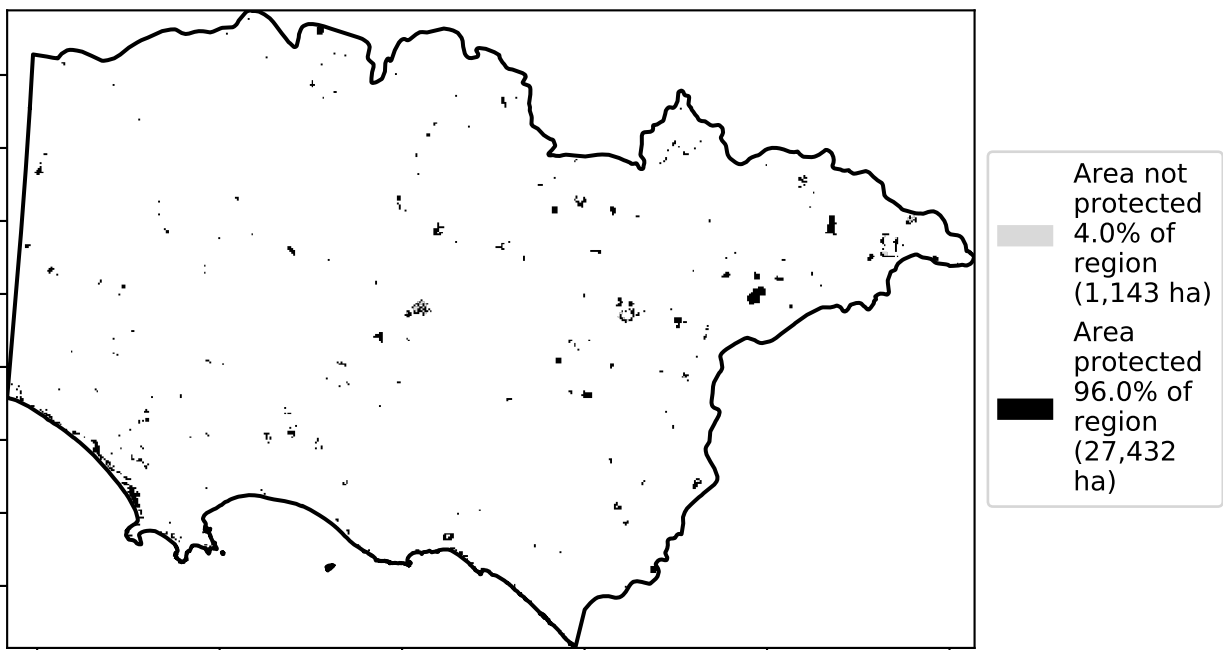 Area not
protected
4.0% of
region
(1,143 ha)
Area
protected
96.0% of
region
(27,432
ha)